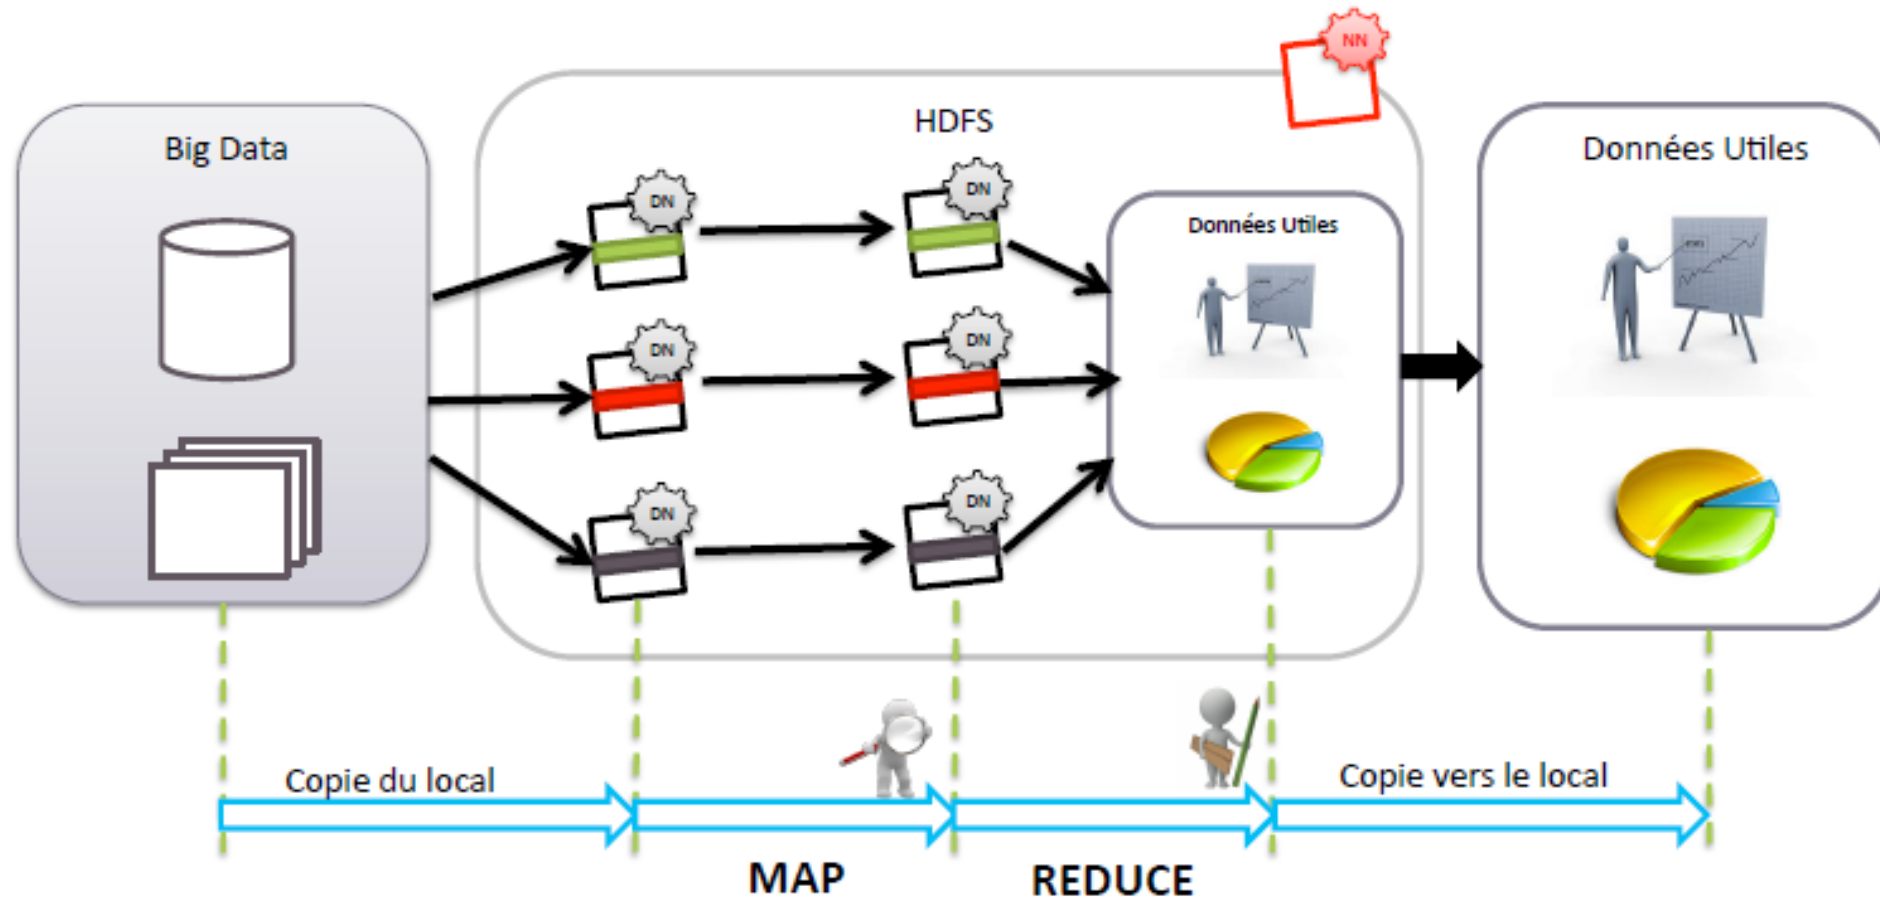 NN
HDFS
Big Data
Données Utiles
DN
DN
Données Utiles
DN
DN
DN
DN
Copie du local
Copie vers le local
MAP
REDUCE